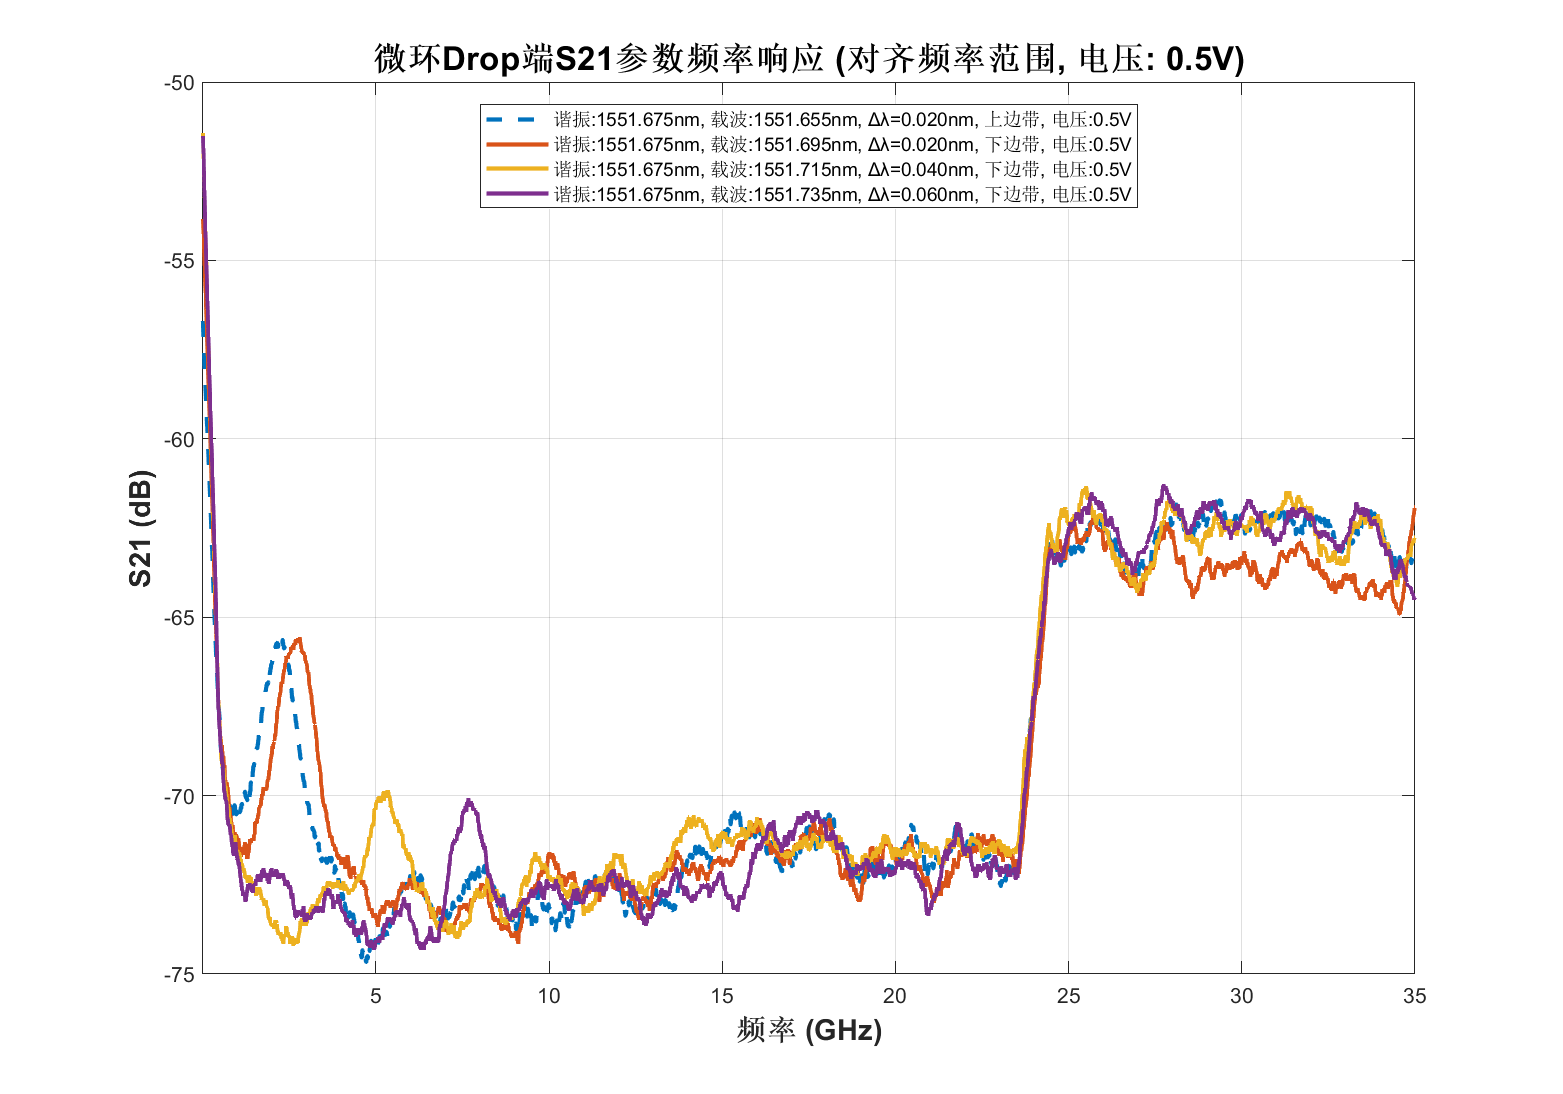 微环Drop端S21参数频率响应 (对齐频率范围, 电压: 0.5V)
谐振:1551.675nm, 载波:1551.655nm, Δλ=0.020nm, 上边带, 电压:0.5V
谐振:1551.675nm, 载波:1551.695nm, Δλ=0.020nm, 下边带, 电压:0.5V
谐振:1551.675nm, 载波:1551.715nm, Δλ=0.040nm, 下边带, 电压:0.5V
谐振:1551.675nm, 载波:1551.735nm, Δλ=0.060nm, 下边带, 电压:0.5V
S21 (dB)
-50
-55
-60
-65
-70
-75
5
10
15
20
25
30
35
频率 (GHz)